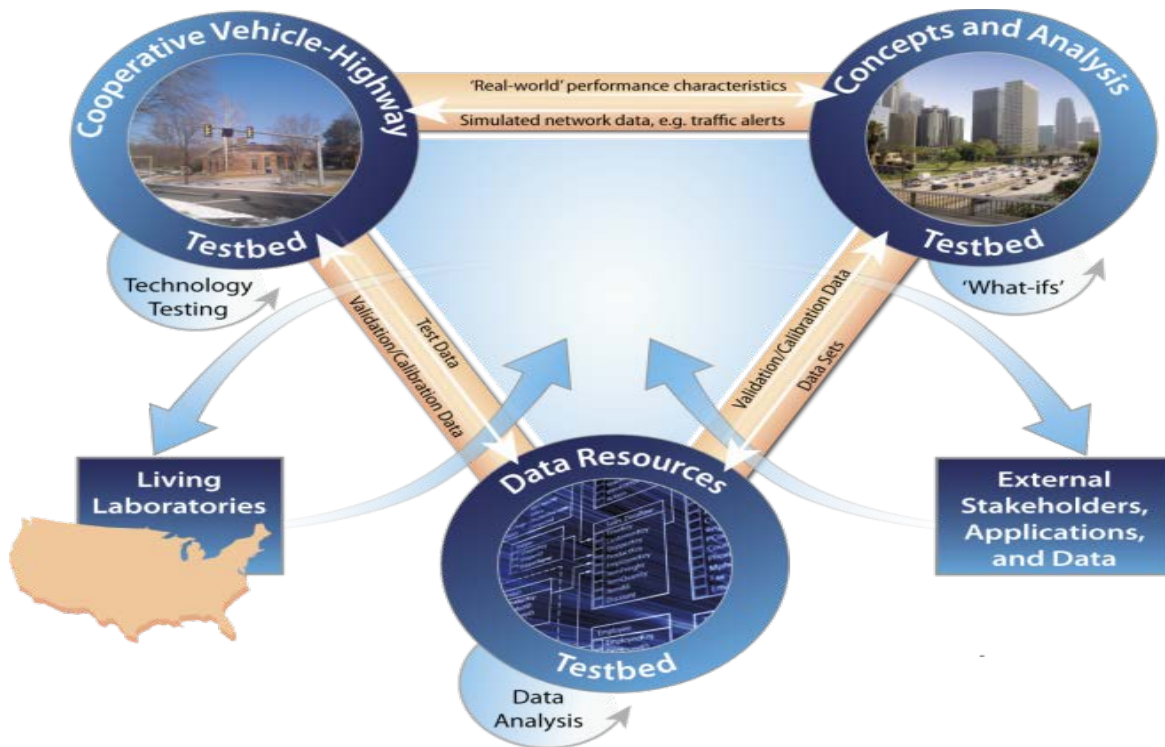 Cooperative Vehicle-Highway
Testbed
'Real-world' performance characteristics
Simulated network data, e.g. traffic alerts
Concepts and Analysis
Testbed
Technology
Testing
'What-ifs'
Test Data
Validation/Calibration Data
Validation/Calibration Data
Data Sets
Living
Laboratories
Data Resources
Testbed
External
Stakeholders,
Applications,
and Data
Data
Analysis